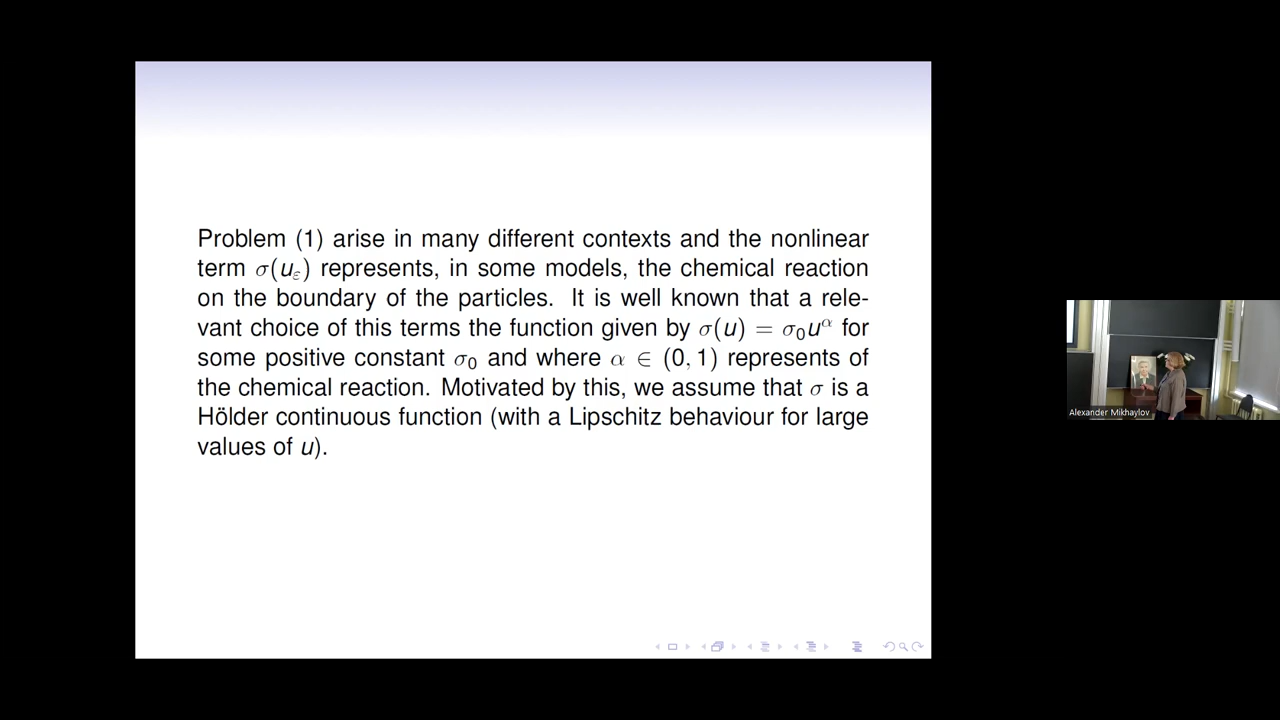 Problem (1) arise in many different contexts and the nonlinear
term σ(uε) represents, in some models, the chemical reaction
on the boundary of the particles. It is well known that a rele-
vant choice of this terms the function given by σ(u) = σ₀uᵅ for
some positive constant σ₀ and where α ∈ (0, 1) represents of
the chemical reaction. Motivated by this, we assume that σ is a
Hölder continuous function (with a Lipschitz behaviour for large
values of u).
Alexander Mikhaylov